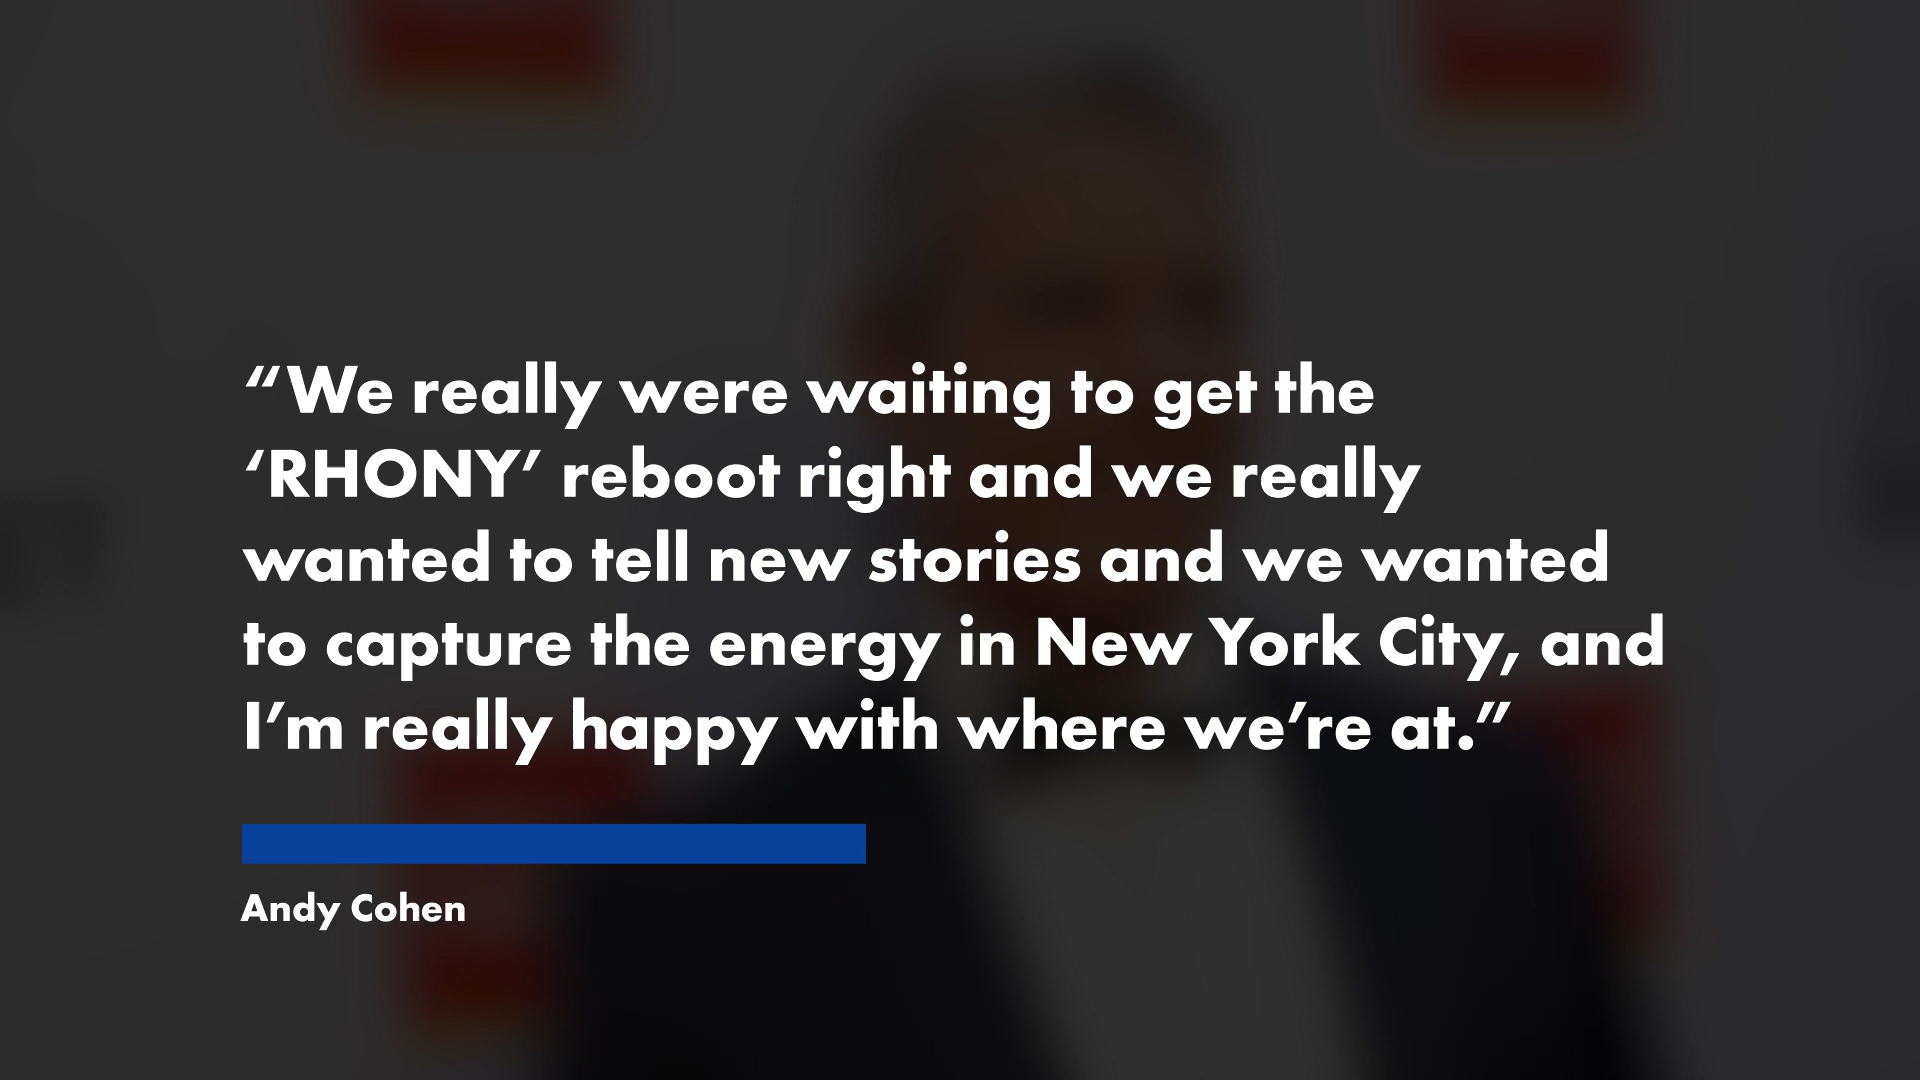 “We really were waiting to get the
‘RHONY’ reboot right and we really
wanted to tell new stories and we wanted
to capture the energy in New York City, and
I’m really happy with where we’re at.”
Andy Cohen